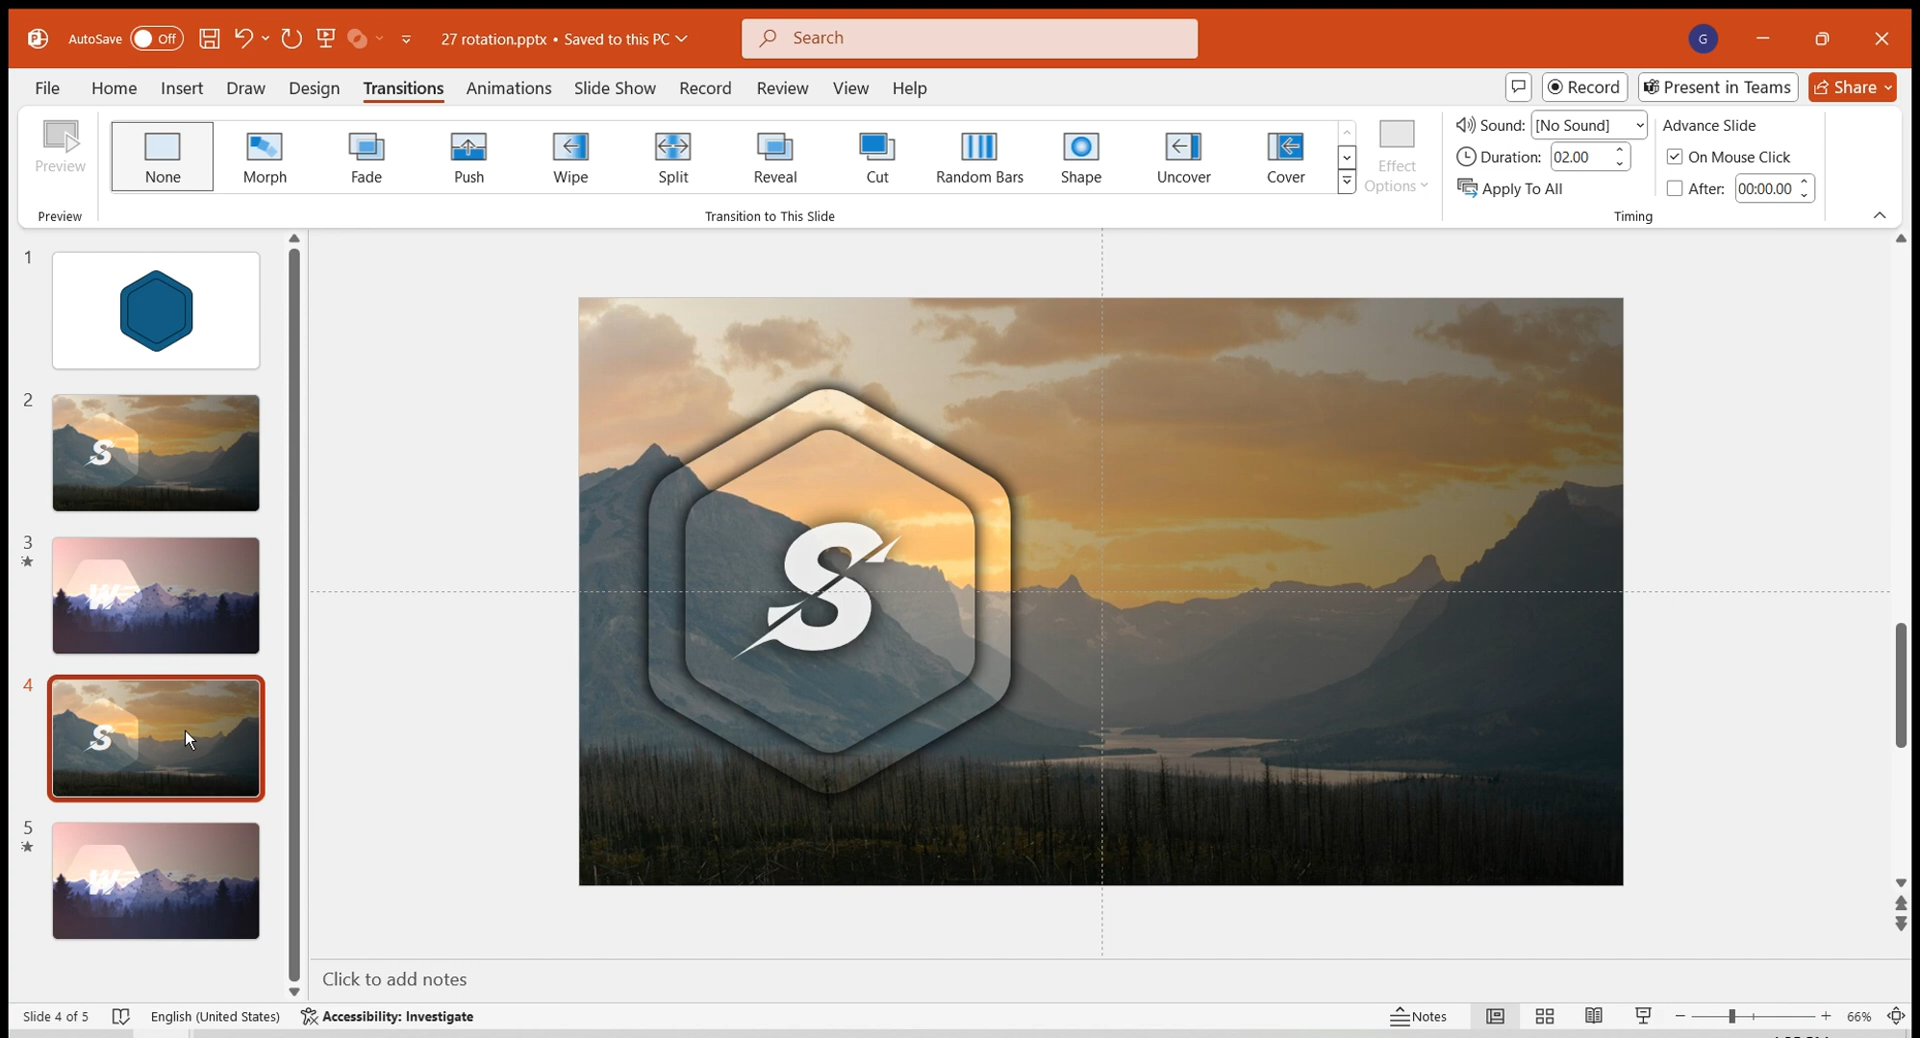 AutoSave Off 27 rotation.pptx • Saved to this PC Search G
File Home Insert Draw Design Transitions Animations Slide Show Record Review View Help Record Present in Teams Share
Preview None Morph Fade Push Wipe Split Reveal Cut Random Bars Shape Uncover Cover Effect Options
Sound: [No Sound] Advance Slide
Duration: 02.00 On Mouse Click
Apply To All After: 00:00.00
Preview Transition to This Slide Timing
1
2
S
3
W
4
S
5
W
S
Click to add notes
Slide 4 of 5 English (United States) Accessibility: Investigate Notes 66%